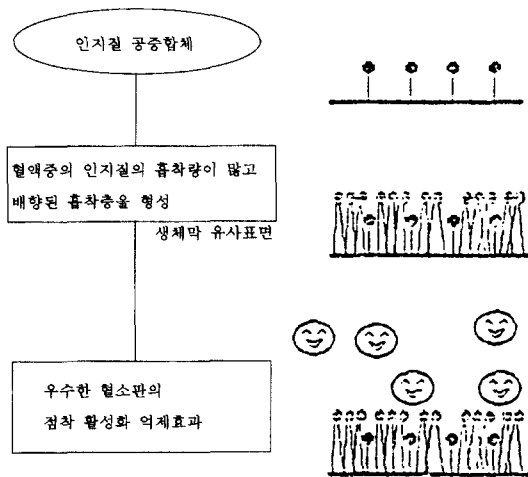 인지질 공중합체
혈액중의 인지질의 흡착량이 많고
배향된 흡착층을 형성
생체막 유사표면
우수한 혈소판의
점착 활성화 억제효과